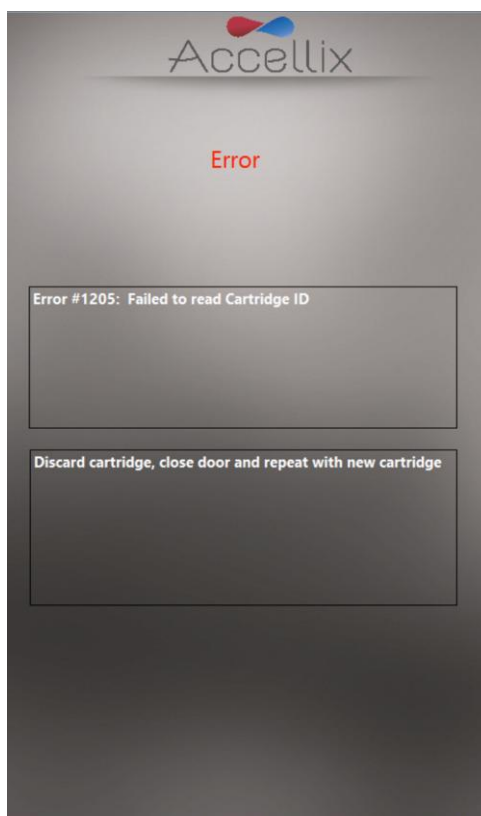 Accellix
Error
Error #1205: Failed to read Cartridge ID
Discard cartridge, close door and repeat with new cartridge